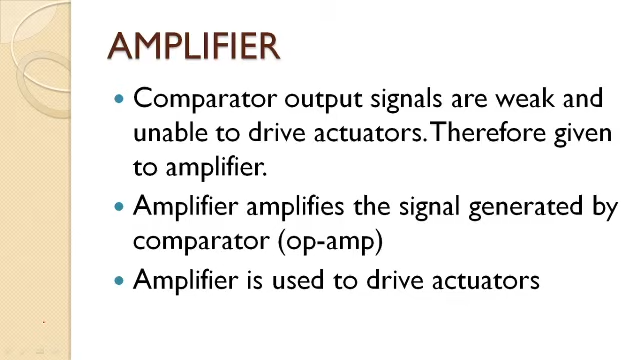 AMPLIFIER
Comparator output signals are weak and
unable to drive actuators. Therefore given
to amplifier.
Amplifier amplifies the signal generated by
comparator (op-amp)
Amplifier is used to drive actuators